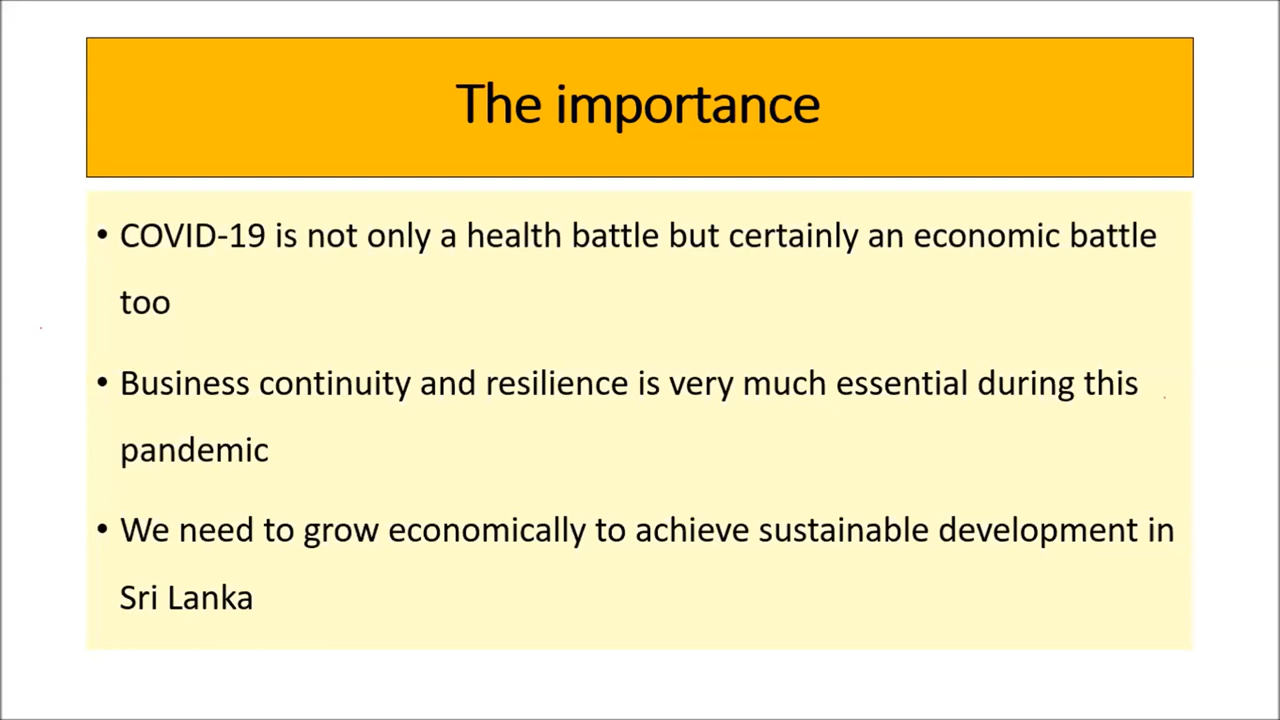 The importance
• COVID-19 is not only a health battle but certainly an economic battle
too
• Business continuity and resilience is very much essential during this
pandemic
• We need to grow economically to achieve sustainable development in
Sri Lanka